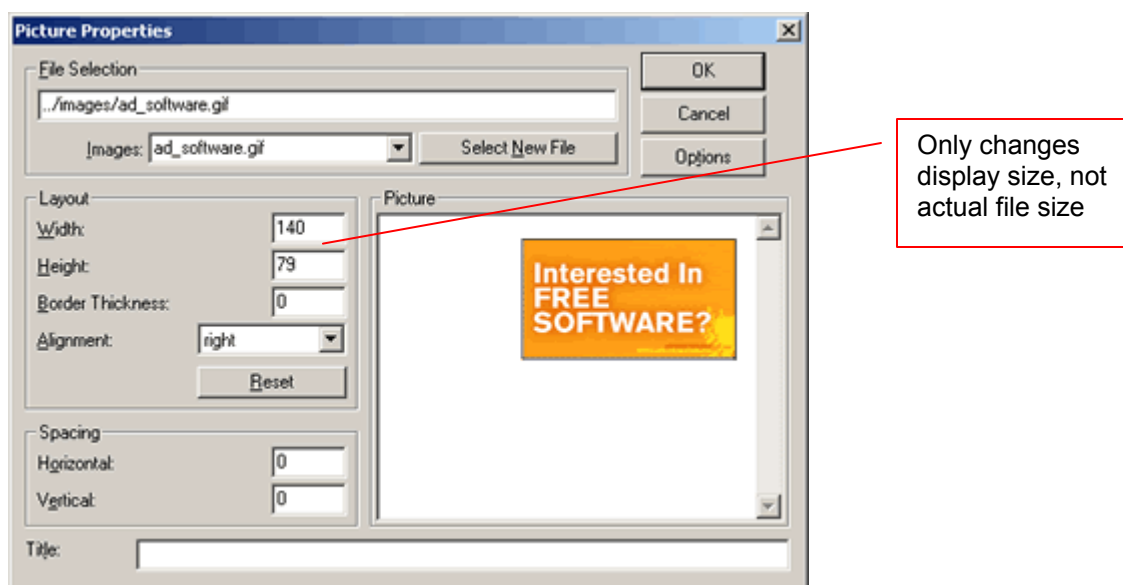 Picture Properties
File Selection
../images/ad_software.gif
Images: ad_software.gif Select New File
OK
Cancel
Options
Layout
Width: 140
Height: 79
Border Thickness: 0
Alignment: right
Reset
Spacing
Horizontal: 0
Vertical: 0
Picture
Interested In
FREE
SOFTWARE?
Title:
Only changes
display size, not
actual file size